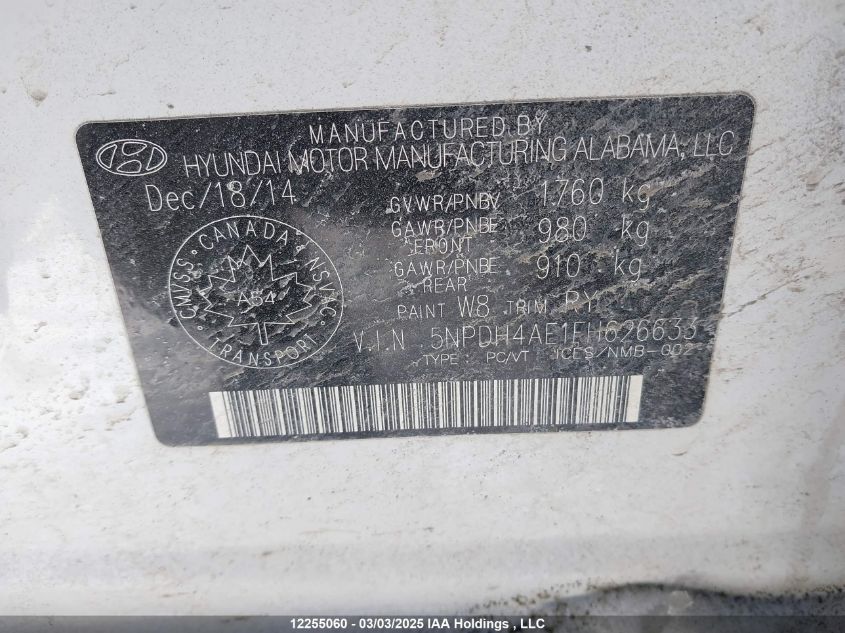 MANUFACTURED BY
HYUNDAI MOTOR MANUFACTURING ALABAMA, LLC
Dec/18/14
GVWR/PNBV 1760 kg
GAWR/PNBE FRONT 980 kg
GAWR/PNBE REAR 910 kg
CANADA
CMVSS NSVAC
A54
TRANSPORT
PAINT W8 TRIM RY
V.I.N 5NPDH4AE1FH626633
TYPE: PC/VT ICES/NMB-002
12255060 - 03/03/2025 IAA Holdings , LLC